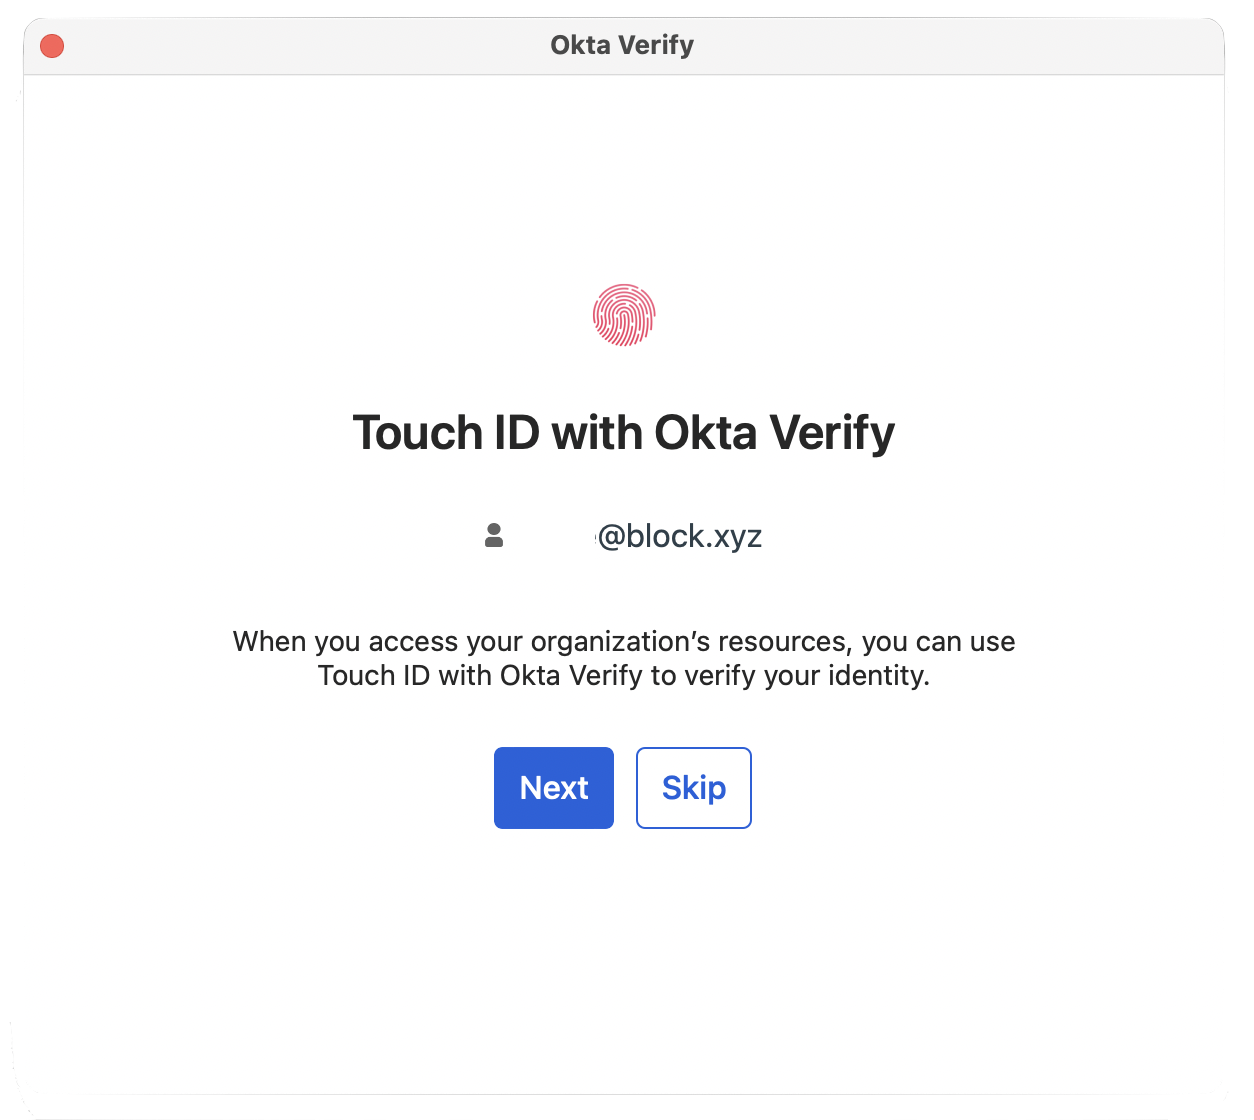 Okta Verify
Touch ID with Okta Verify
@block.xyz
When you access your organization’s resources, you can use
Touch ID with Okta Verify to verify your identity.
Next Skip